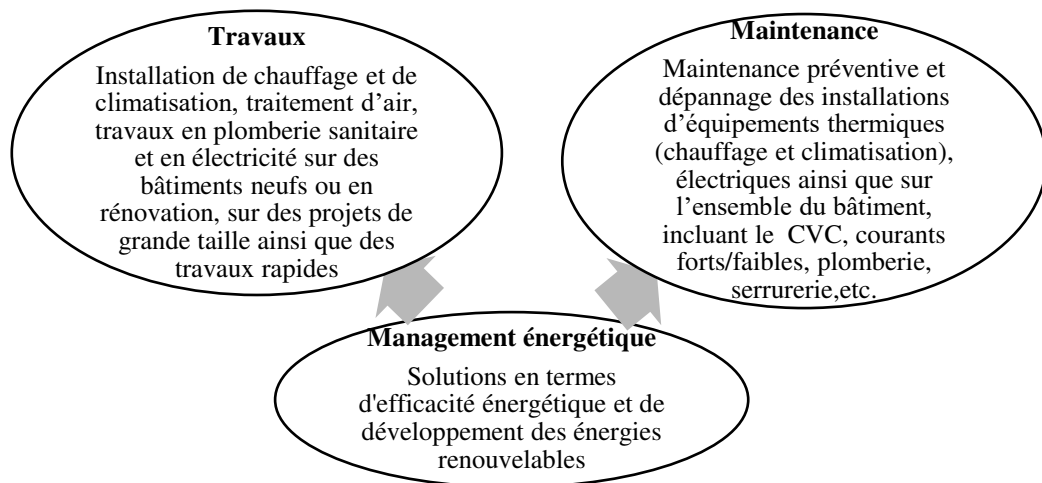 Travaux
Installation de chauffage et de
climatisation, traitement d’air,
travaux en plomberie sanitaire
et en électricité sur des
bâtiments neufs ou en
rénovation, sur des projets de
grande taille ainsi que des
travaux rapides
Maintenance
Maintenance préventive et
dépannage des installations
d’équipements thermiques
(chauffage et climatisation),
électriques ainsi que sur
l’ensemble du bâtiment,
incluant le  CVC, courants
forts/faibles, plomberie,
serrurerie,etc.
Management énergétique
Solutions en termes
d'efficacité énergétique et de
développement des énergies
renouvelables